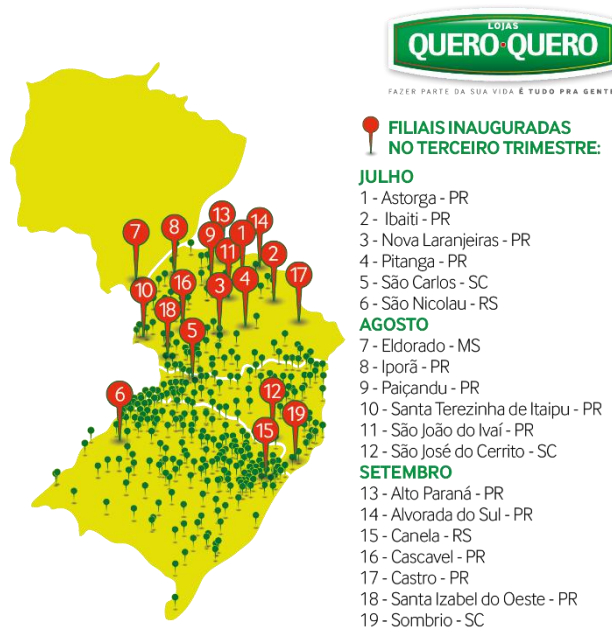 LOJAS
QUERO-QUERO
FAZER PARTE DA SUA VIDA É TUDO PRA GENTE
FILIAIS INAUGURADAS
NO TERCEIRO TRIMESTRE:
JULHO
1 - Astorga - PR
2 - Ibaiti - PR
3 - Nova Laranjeiras - PR
4 - Pitanga - PR
5 - São Carlos - SC
6 - São Nicolau - RS
AGOSTO
7 - Eldorado - MS
8 - Iporã - PR
9 - Paiçandu - PR
10 - Santa Terezinha de Itaipu - PR
11 - São João do Ivaí - PR
12 - São José do Cerrito - SC
SETEMBRO
13 - Alto Paraná - PR
14 - Alvorada do Sul - PR
15 - Canela - RS
16 - Cascavel - PR
17 - Castro - PR
18 - Santa Izabel do Oeste - PR
19 - Sombrio - SC
13
14
7
8
9
1
11
2
17
10
16
3
4
18
5
6
12
19
15